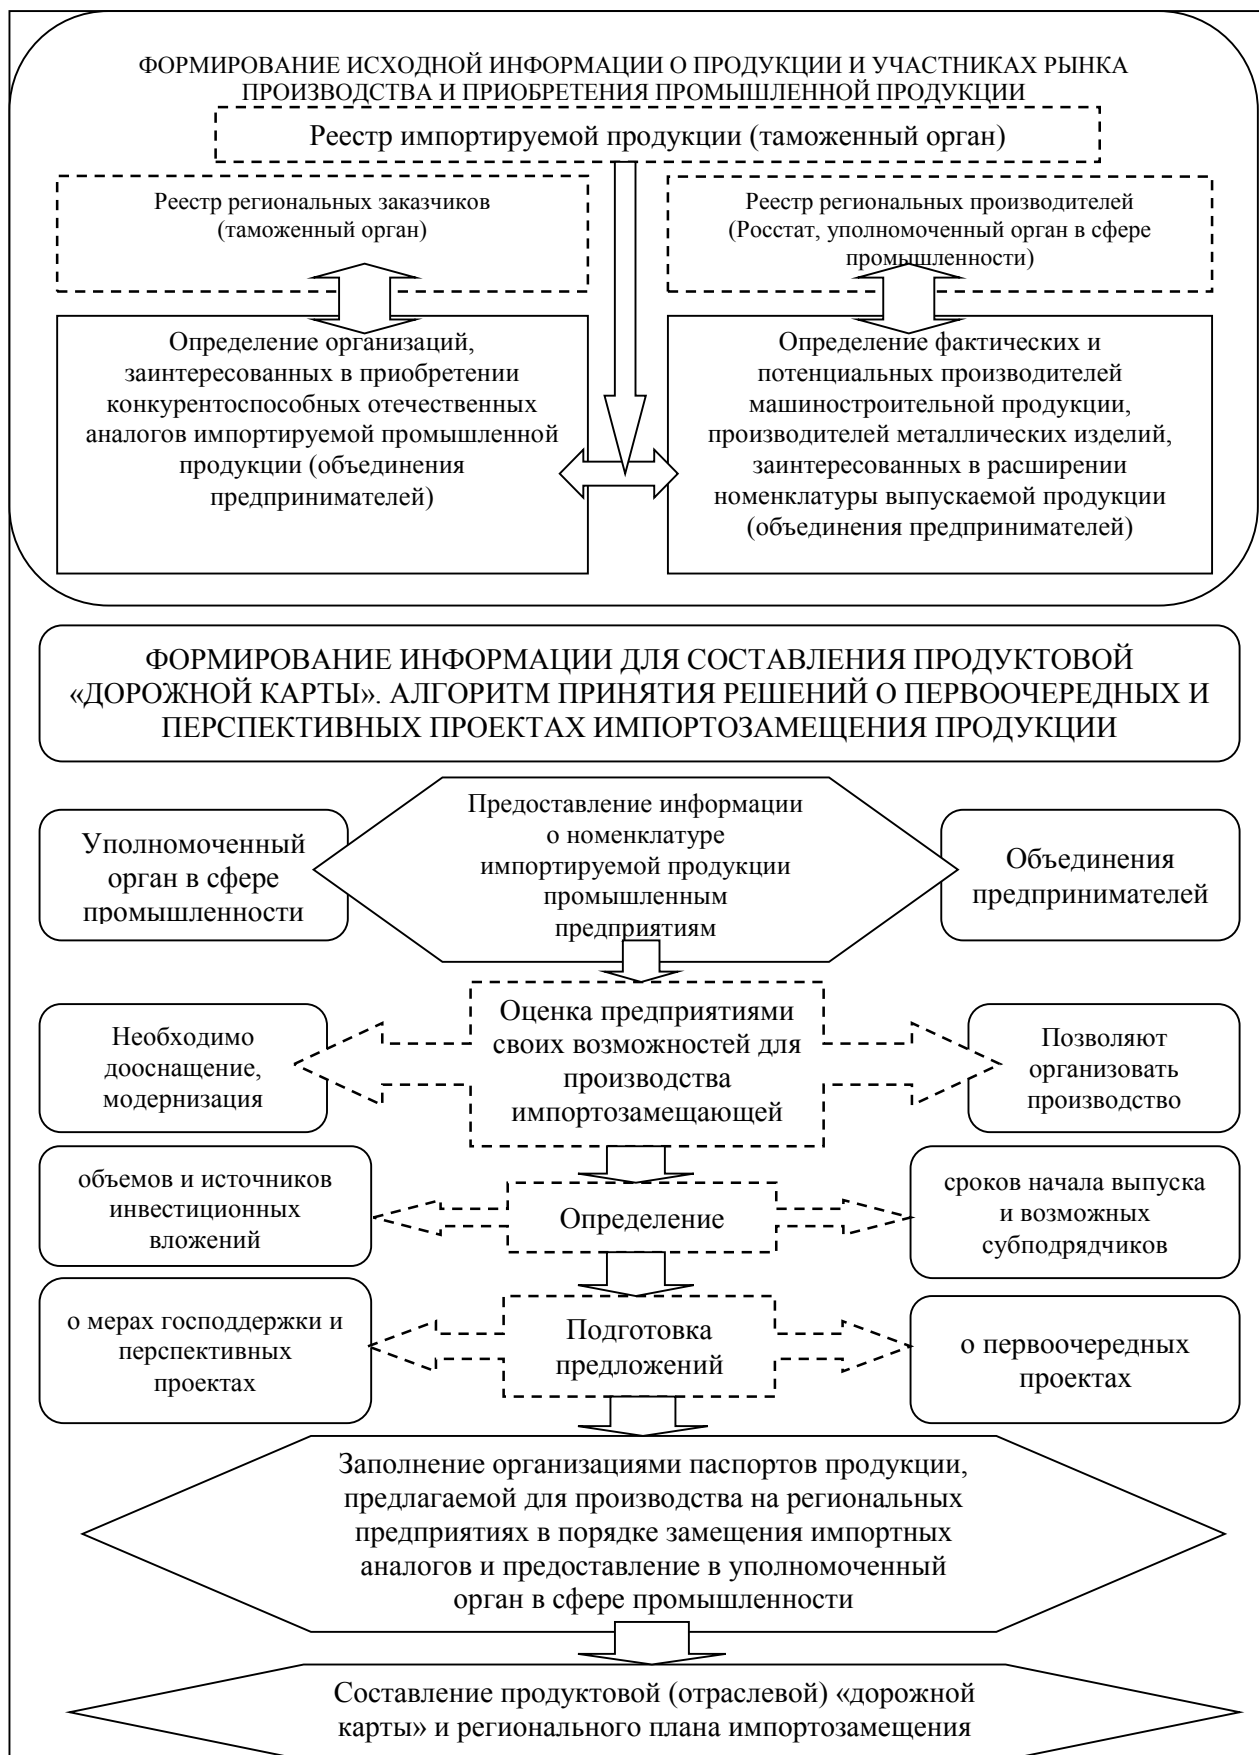 ФОРМИРОВАНИЕ ИСХОДНОЙ ИНФОРМАЦИИ О ПРОДУКЦИИ И УЧАСТНИКАХ РЫНКА
ПРОИЗВОДСТВА И ПРИОБРЕТЕНИЯ ПРОМЫШЛЕННОЙ ПРОДУКЦИИ
Реестр импортируемой продукции (таможенный орган)
Реестр региональных заказчиков
(таможенный орган)
Реестр региональных производителей
(Росстат, уполномоченный орган в сфере
промышленности)
Определение организаций,
заинтересованных в приобретении
конкурентоспособных отечественных
аналогов импортируемой промышленной
продукции (объединения
предпринимателей)
Определение фактических и
потенциальных производителей
машиностроительной продукции,
производителей металлических изделий,
заинтересованных в расширении
номенклатуры выпускаемой продукции
(объединения предпринимателей)
ФОРМИРОВАНИЕ ИНФОРМАЦИИ ДЛЯ СОСТАВЛЕНИЯ ПРОДУКТОВОЙ
«ДОРОЖНОЙ КАРТЫ». АЛГОРИТМ ПРИНЯТИЯ РЕШЕНИЙ О ПЕРВООЧЕРЕДНЫХ И
ПЕРСПЕКТИВНЫХ ПРОЕКТАХ ИМПОРТОЗАМЕЩЕНИЯ ПРОДУКЦИИ
Уполномоченный
орган в сфере
промышленности
Предоставление информации
о номенклатуре
импортируемой продукции
промышленным
предприятиям
Объединения
предпринимателей
Необходимо
дооснащение,
модернизация
Оценка предприятиями
своих возможностей для
производства
импортозамещающей
Позволяют
организовать
производство
объемов и источников
инвестиционных
вложений
Определение
сроков начала выпуска
и возможных
субподрядчиков
о мерах господдержки и
перспективных
проектах
Подготовка
предложений
о первоочередных
проектах
Заполнение организациями паспортов продукции,
предлагаемой для производства на региональных
предприятиях в порядке замещения импортных
аналогов и предоставление в уполномоченный
орган в сфере промышленности
Составление продуктовой (отраслевой) «дорожной
карты» и регионального плана импортозамещения